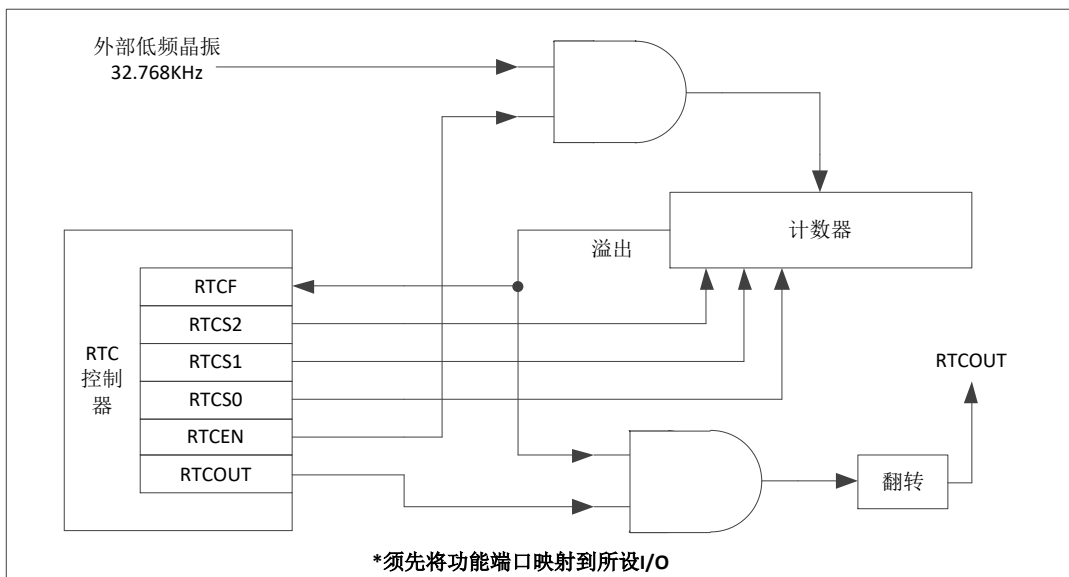 外部低频晶振
32.768KHz
计数器
溢出
RTC
控制
器
RTCF
RTCS2
RTCS1
RTCS0
RTCEN
RTCOUT
RTCOUT
翻转
*须先将功能端口映射到所设I/O